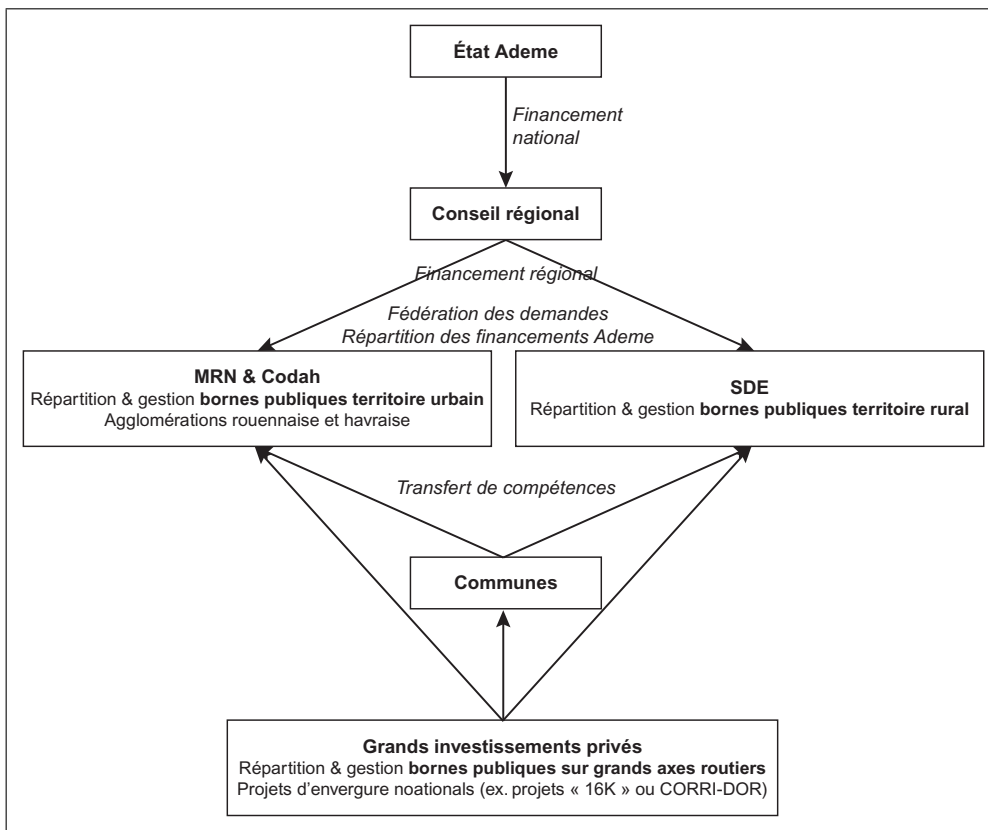 État Ademe
Financement
national
Conseil régional
Financement régional
Fédération des demandes
Répartition des financements Ademe
MRN & Codah
Répartition & gestion bornes publiques territoire urbain
Agglomérations rouennaise et havraise
SDE
Répartition & gestion bornes publiques territoire rural
Transfert de compétences
Communes
Grands investissements privés
Répartition & gestion bornes publiques sur grands axes routiers
Projets d’envergure noationals (ex. projets « 16K » ou CORRI-DOR)